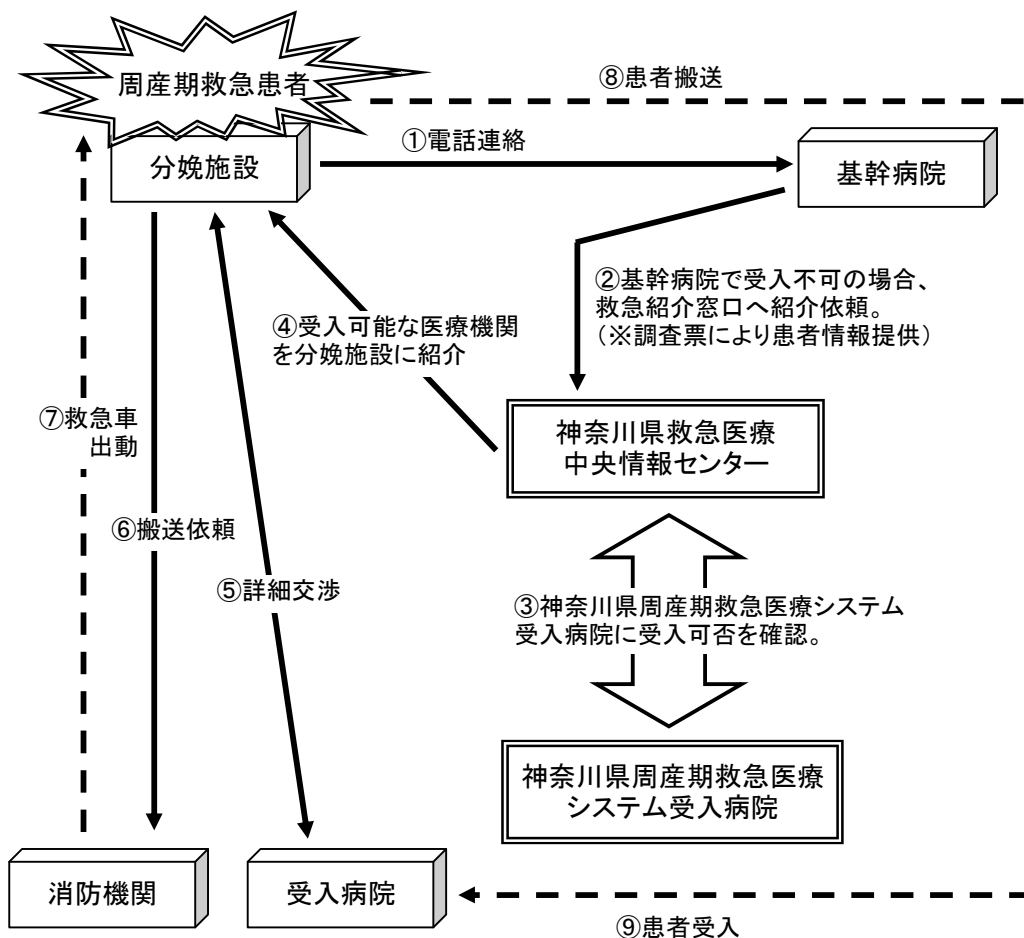 周産期救急患者
⑧患者搬送
①電話連絡
分娩施設
基幹病院
②基幹病院で受入不可の場合、
救急紹介窓口へ紹介依頼。
（※調査票により患者情報提供）
④受入可能な医療機関
を分娩施設に紹介
⑦救急車
出動
神奈川県救急医療
中央情報センター
⑥搬送依頼
⑤詳細交渉
③神奈川県周産期救急医療システム
受入病院に受入可否を確認。
神奈川県周産期救急医療
システム受入病院
消防機関
受入病院
⑨患者受入